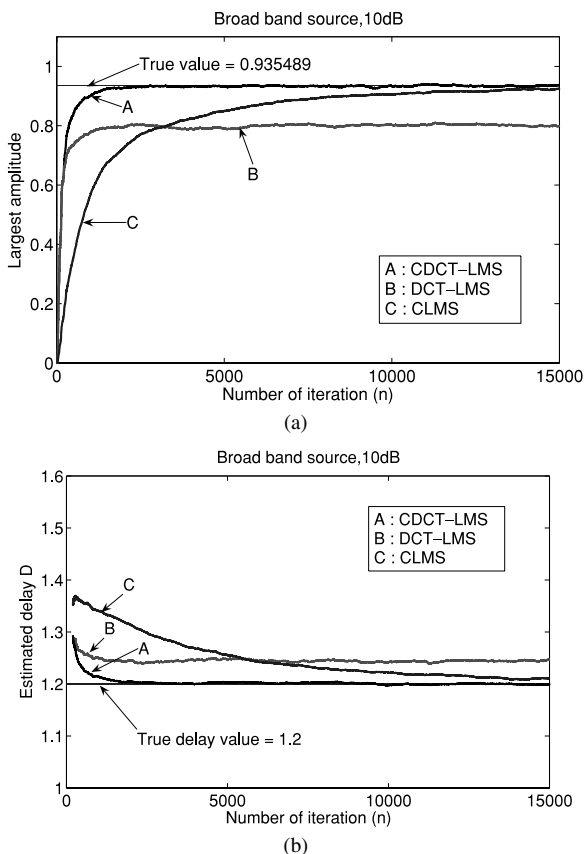 Broad band source,10dB
True value = 0.935489
A
B
C
A : CDCT–LMS
B : DCT–LMS
C : CLMS
Largest amplitude
1
0.8
0.6
0.4
0.2
0
0
5000
10000
15000
Number of iteration (n)
(a)
Broad band source,10dB
1.6
1.5
1.4
1.3
1.2
1.1
1
Estimated delay D
A : CDCT–LMS
B : DCT–LMS
C : CLMS
C
B
A
True delay value = 1.2
0
5000
10000
15000
Number of iteration (n)
(b)